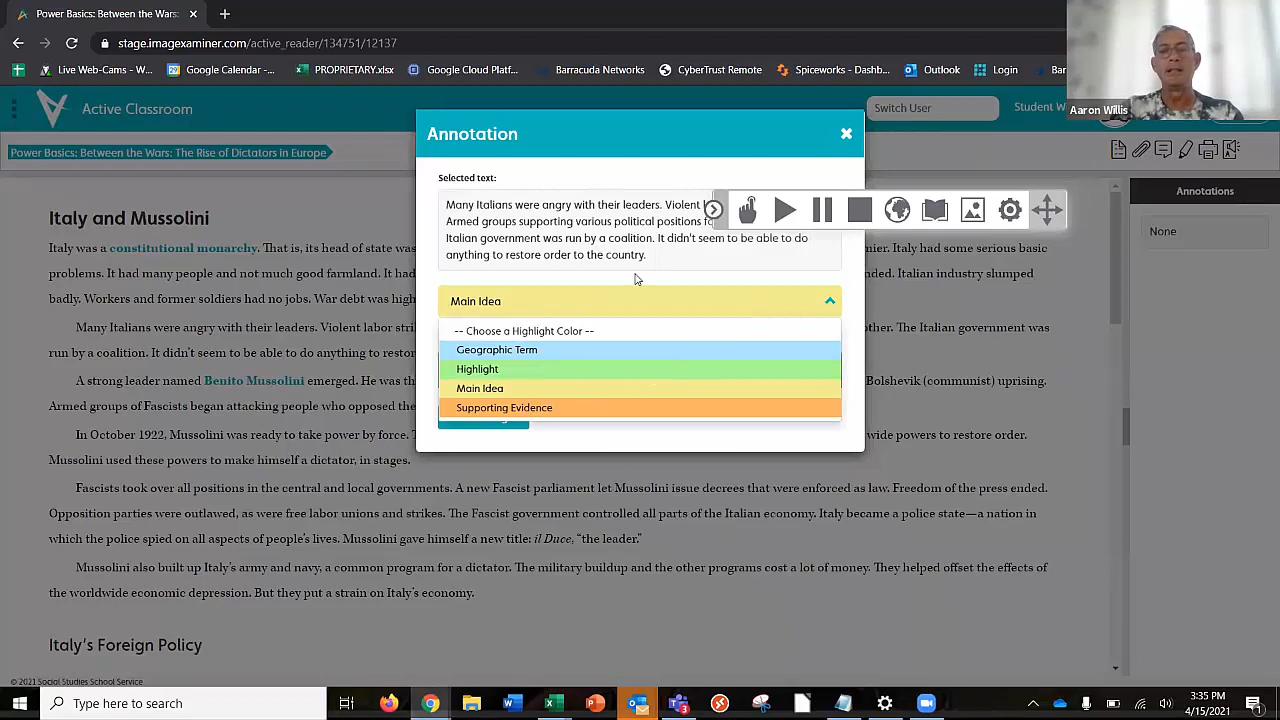 Power Basics: Between the Wars:
stage.imagexaminer.com/active_reader/134751/12137
Live Web-Cams — W...
Google Calendar -...
PROPRIETARY.xlsx
Google Cloud Platf...
Barracuda Networks
CyberTrust Remote
Spiceworks - Dashb...
Outlook
Login
Bar
Aaron Willis
Active Classroom
Switch User
Student W
Power Basics: Between the Wars: The Rise of Dictators in Europe
Annotations
None
Annotation
Selected text:
Many Italians were angry with their leaders. Violent
Armed groups supporting various political positions fo
Italian government was run by a coalition. It didn't seem to be able to do
anything to restore order to the country.
Main Idea
-- Choose a Highlight Color --
Geographic Term
Highlight
Main Idea
Supporting Evidence
Italy and Mussolini
Italy was a constitutional monarchy. That is, its head of state was
mier. Italy had some serious basic
problems. It had many people and not much good farmland. It had
ended. Italian industry slumped
badly. Workers and former soldiers had no jobs. War debt was high
Many Italians were angry with their leaders. Violent labor stri
other. The Italian government was
run by a coalition. It didn't seem to be able to do anything to restor
A strong leader named Benito Mussolini emerged. He was th
Bolshevik (communist) uprising.
Armed groups of Fascists began attacking people who opposed the
In October 1922, Mussolini was ready to take power by force. T
wide powers to restore order.
Mussolini used these powers to make himself a dictator, in stages.
Fascists took over all positions in the central and local governments. A new Fascist parliament let Mussolini issue decrees that were enforced as law. Freedom of the press ended.
Opposition parties were outlawed, as were free labor unions and strikes. The Fascist government controlled all parts of the Italian economy. Italy became a police state—a nation in
which the police spied on all aspects of people's lives. Mussolini gave himself a new title: il Duce, "the leader."
Mussolini also built up Italy's army and navy, a common program for a dictator. The military buildup and the other programs cost a lot of money. They helped offset the effects of
the worldwide economic depression. But they put a strain on Italy's economy.
Italy's Foreign Policy
© 2021 Social Studies School Service
Type here to search
3:35 PM
4/15/2021